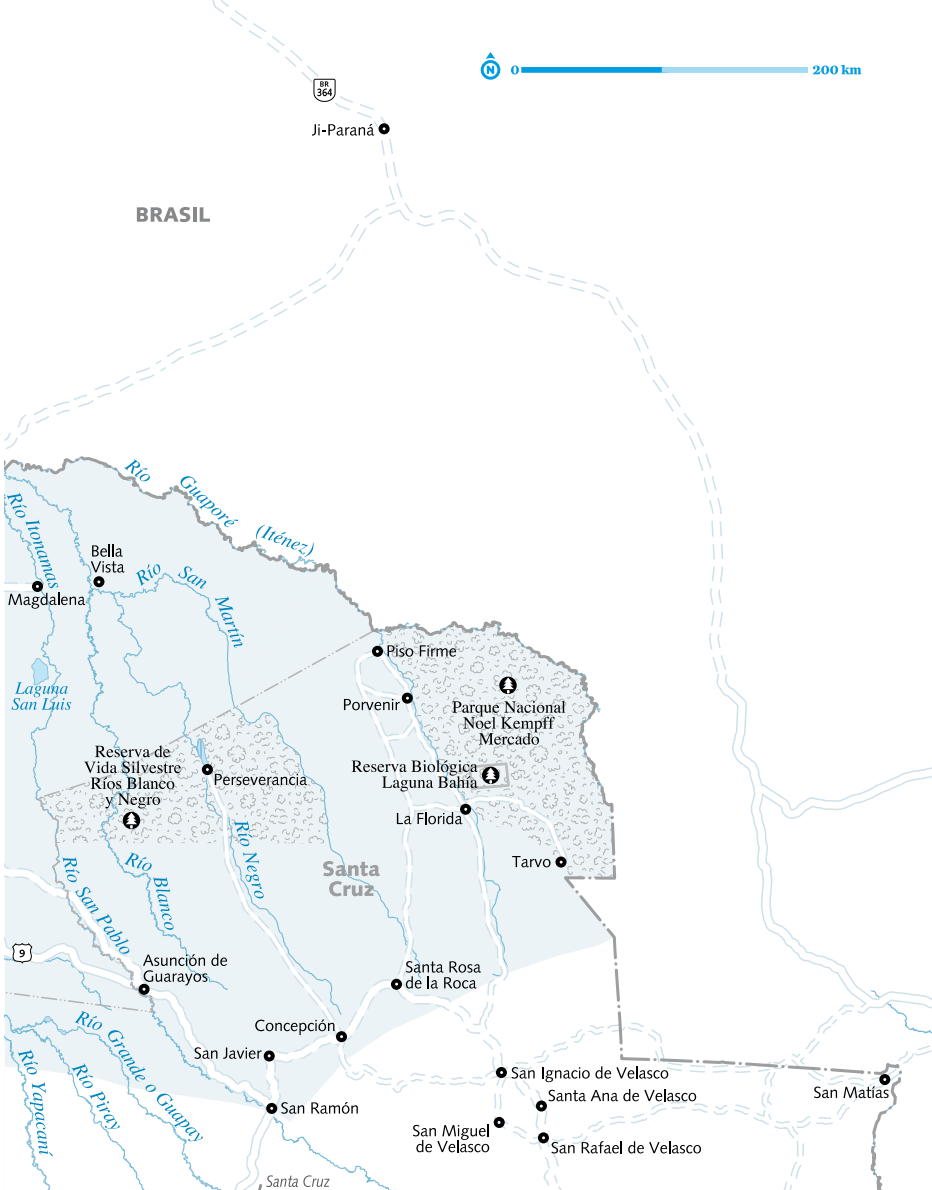 N
0
200 km
BR
364
Ji-Paraná
BRASIL
Río
Guaporé
(Iténez)
Río Itonamas
Bella
Vista
Río
San
Martín
Magdalena
Piso Firme
Laguna
San Luis
Porvenir
Parque Nacional
Noel Kempff
Mercado
Reserva de
Vida Silvestre
Ríos Blanco
y Negro
Perseverancia
Reserva Biológica
Laguna Bahía
La Florida
Río Negro
Tarvo
Río
Blanco
Santa
Cruz
Río San Pablo
9
Asunción de
Guarayos
Santa Rosa
de la Roca
Concepción
Río Grande o Guapay
San Javier
Río Yapacaní
Río Piray
San Ignacio de Velasco
Santa Ana de Velasco
San Matías
San Ramón
San Miguel
de Velasco
San Rafael de Velasco
Santa Cruz